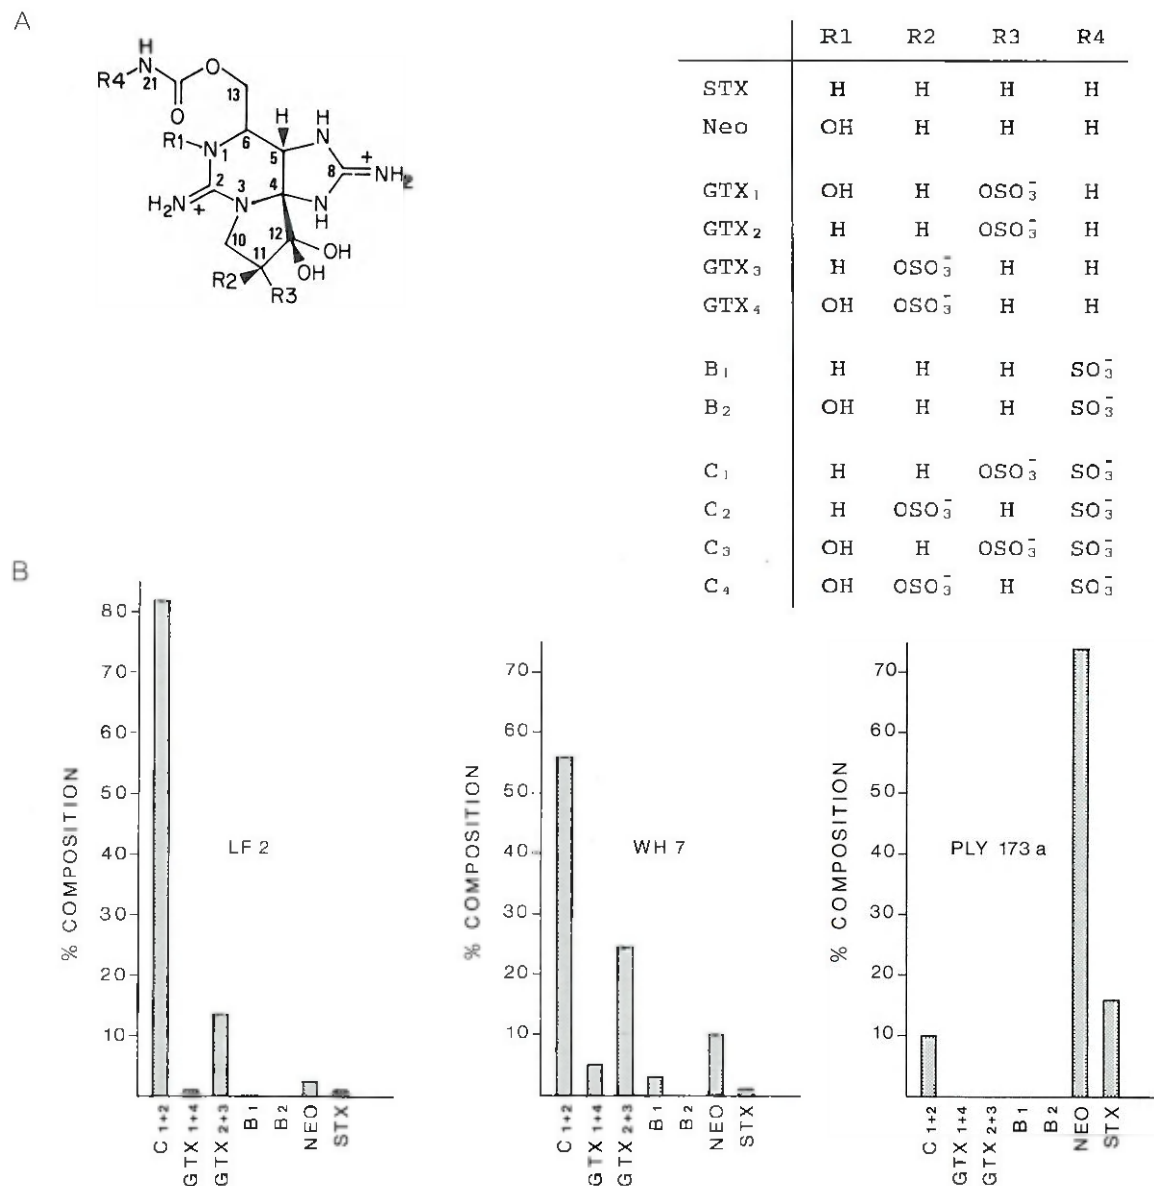 A
H
R4 N O
21 13
O
H H
R1 N N
1 6 5 8 + NH2
2 3 4
H2N + N N
H
10 12 OH
11 OH
R2 R3
R1 R2 R3 R4
STX H H H H
Neo OH H H H
GTX₁ OH H OSO₃⁻ H
GTX₂ H H OSO₃⁻ H
GTX₃ H OSO₃⁻ H H
GTX₄ OH OSO₃⁻ H H
B₁ H H H SO₃⁻
B₂ OH H H SO₃⁻
C₁ H H OSO₃⁻ SO₃⁻
C₂ H OSO₃⁻ H SO₃⁻
C₃ OH H OSO₃⁻ SO₃⁻
C₄ OH OSO₃⁻ H SO₃⁻
B
% COMPOSITION
80
70
60
50
40
30
20
10
LF 2
C 1+2
GTX 1+4
GTX 2+3
B 1
B 2
NEO
STX
% COMPOSITION
70
60
50
40
30
20
10
WH 7
C 1+2
GTX 1+4
GTX 2+3
B 1
B 2
NEO
STX
% COMPOSITION
70
60
50
40
30
20
10
PLY 173 a
C 1+2
GTX 1+4
GTX 2+3
B 1
B 2
NEO
STX